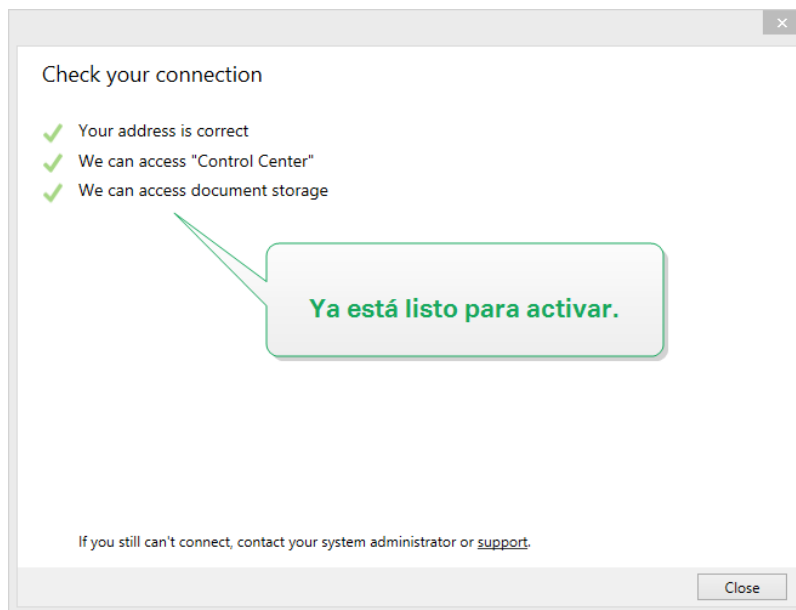 Check your connection
Your address is correct
We can access "Control Center"
We can access document storage
Ya está listo para activar.
If you still can't connect, contact your system administrator or support.
Close